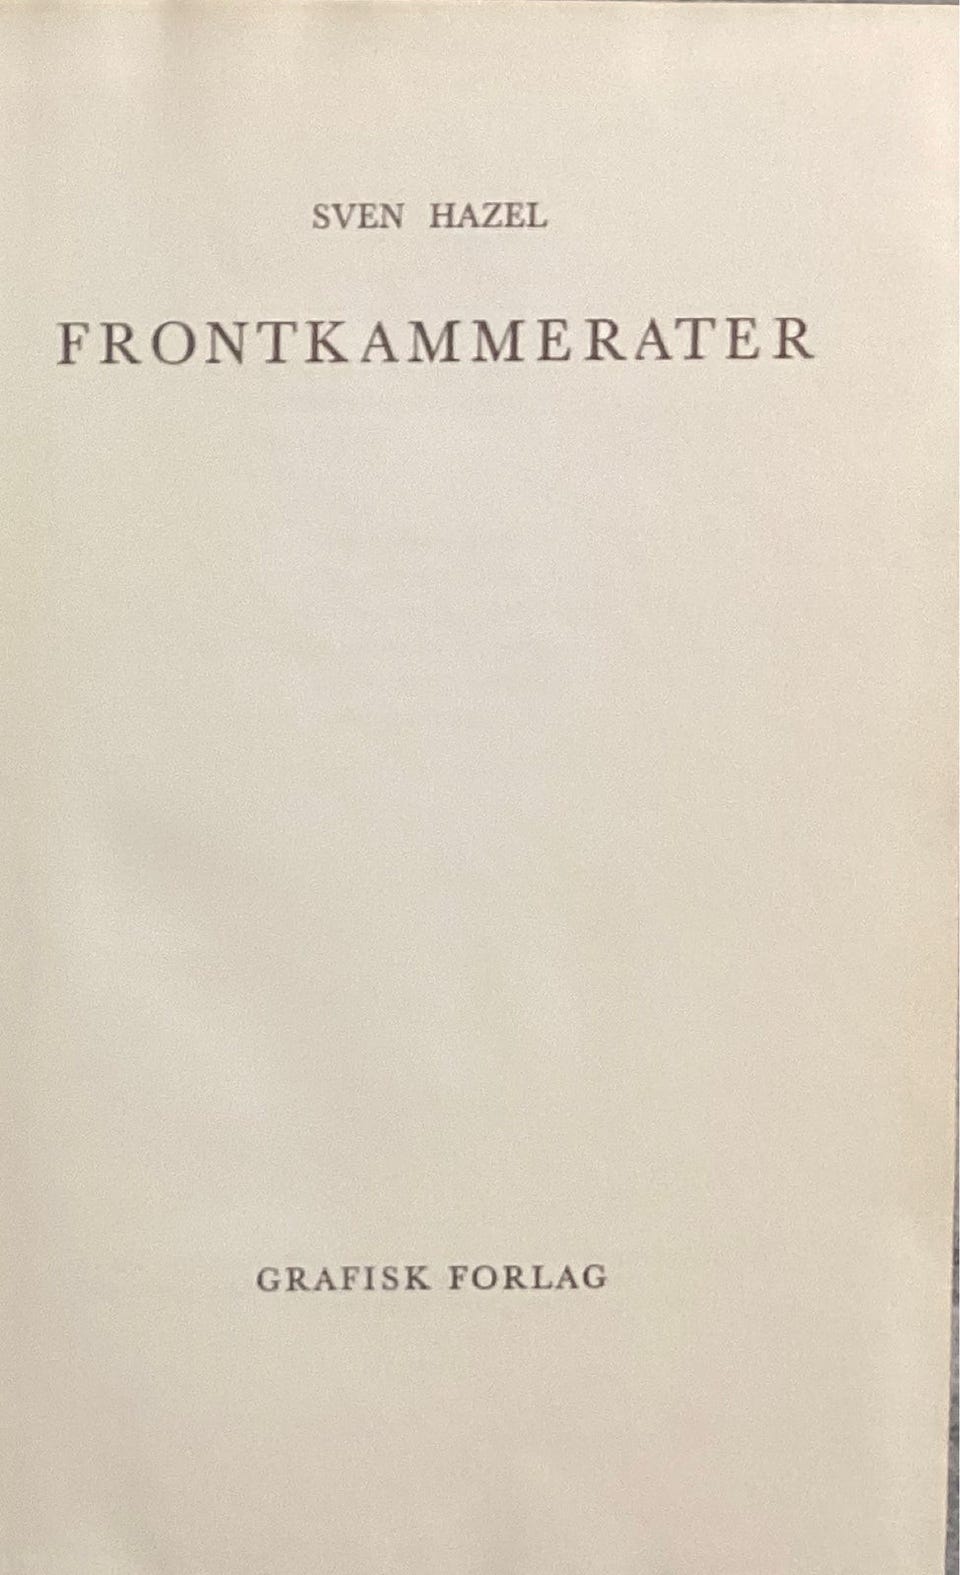 SVEN HAZEL
FRONTKAMMERATER
GRAFISK FORLAG